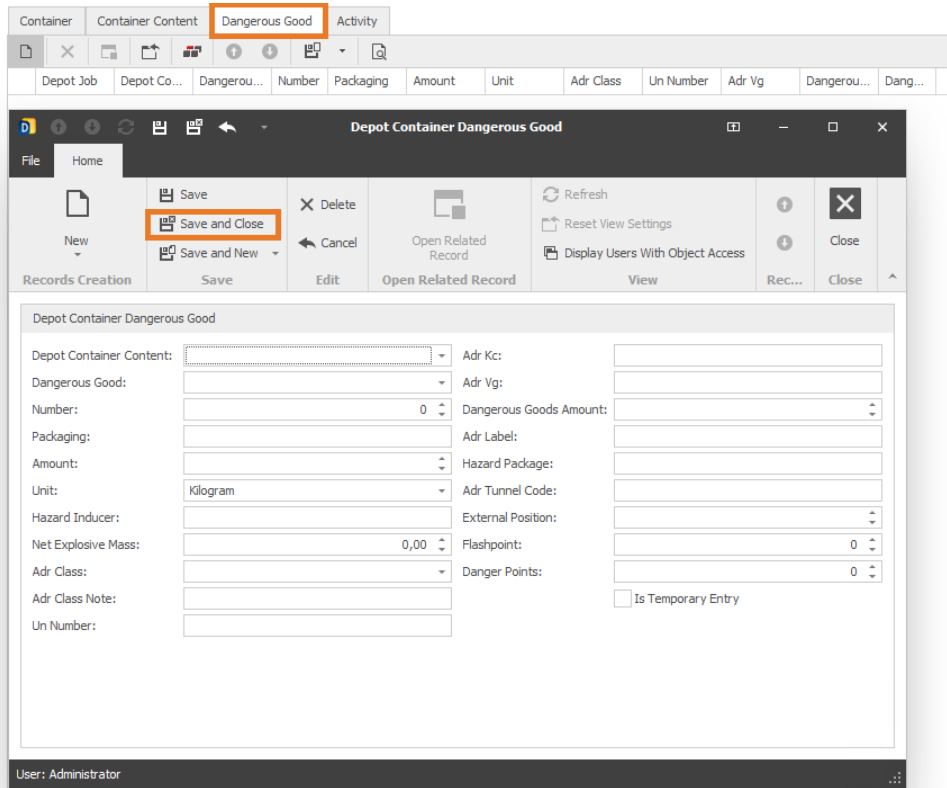 Container Container Content Dangerous Good Activity
Depot Job Depot Co... Dangerou... Number Packaging Amount Unit Adr Class Un Number Adr Vg Dangerou... Dang...
D Depot Container Dangerous Good
File Home
New
Records Creation
Save
Save and Close
Save and New
Save
Delete
Cancel
Edit
Open Related
Record
Open Related Record
Refresh
Reset View Settings
Display Users With Object Access
View
Rec...
Close
Close
Depot Container Dangerous Good
Depot Container Content:
Dangerous Good:
Number: 0
Packaging:
Amount:
Unit: Kilogram
Hazard Inducer:
Net Explosive Mass: 0,00
Adr Class:
Adr Class Note:
Un Number:
Adr Kc:
Adr Vg:
Dangerous Goods Amount:
Adr Label:
Hazard Package:
Adr Tunnel Code:
External Position:
Flashpoint: 0
Danger Points: 0
Is Temporary Entry
User: Administrator